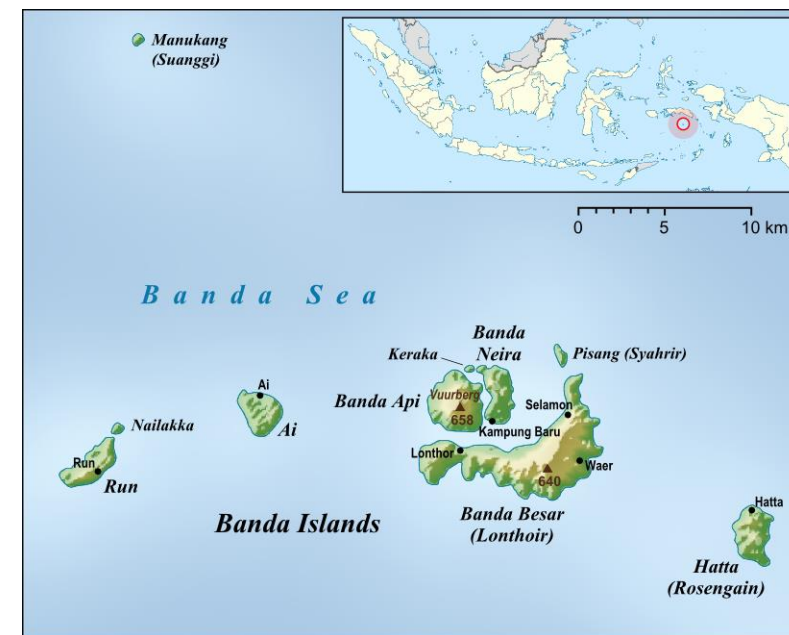 Manukang
(Suanggi)
0
5
10 km
Banda Sea
Banda
Neira
Keraka
Pisang (Syahrir)
Banda Api
Vuurberg
658
Ai
Ai
Selamon
Kampung Baru
Nailakka
Lonthor
Run
Run
Waer
640
Banda Islands
Banda Besar
(Lonthoir)
Hatta
Hatta
(Rosengain)